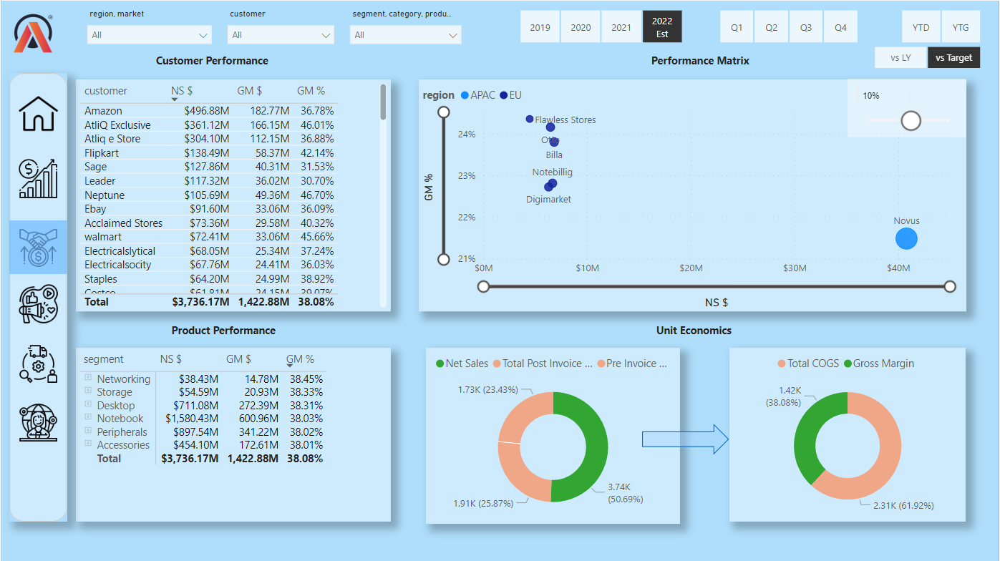 region, market
customer
segment, category, produ...
All
All
All
2019
2020
2021
2022
Est
Q1
Q2
Q3
Q4
YTD
YTG
vs LY
vs Target
Customer Performance
customer NS $ GM $ GM %
Amazon $496.88M 182.77M 36.78%
AtliQ Exclusive $361.12M 166.15M 46.01%
Atliq e Store $304.10M 112.15M 36.88%
Flipkart $138.49M 58.37M 42.14%
Sage $127.86M 40.31M 31.53%
Leader $117.32M 36.02M 30.70%
Neptune $105.69M 49.36M 46.70%
Ebay $91.60M 33.06M 36.09%
Acclaimed Stores $73.36M 29.58M 40.32%
walmart $72.41M 33.06M 45.66%
Electricalslytical $68.05M 25.34M 37.24%
Electricalsocity $67.76M 24.41M 36.03%
Staples $64.20M 24.99M 38.92%
Costco $61.81M 24.15M 39.07%
Total $3,736.17M 1,422.88M 38.08%
Performance Matrix
region APAC EU
10%
GM %
24%
23%
22%
21%
Flawless Stores
Otto
Billa
Notebillig
Digimarket
Novus
$0M $10M $20M $30M $40M
NS $
Product Performance
segment NS $ GM $ GM %
Networking $38.43M 14.78M 38.45%
Storage $54.59M 20.93M 38.33%
Desktop $711.08M 272.39M 38.31%
Notebook $1,580.43M 600.96M 38.03%
Peripherals $897.54M 341.22M 38.02%
Accessories $454.10M 172.61M 38.01%
Total $3,736.17M 1,422.88M 38.08%
Unit Economics
Net Sales Total Post Invoice ... Pre Invoice ...
1.73K (23.43%)
1.91K (25.87%)
3.74K
(50.69%)
Total COGS Gross Margin
1.42K
(38.08%)
2.31K (61.92%)